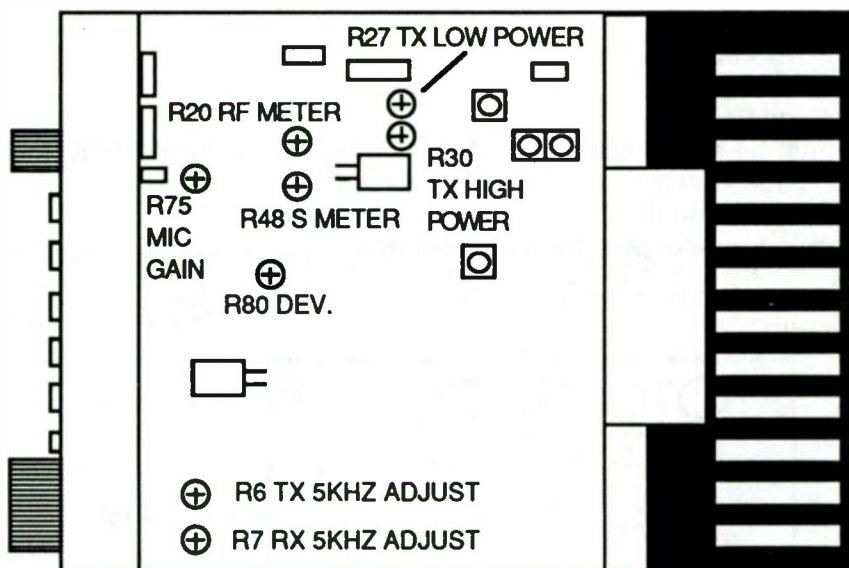 R27 TX LOW POWER
R20 RF METER
R30
TX HIGH
POWER
R75
MIC
GAIN
R48 S METER
R80 DEV.
R6 TX 5KHZ ADJUST
R7 RX 5KHZ ADJUST